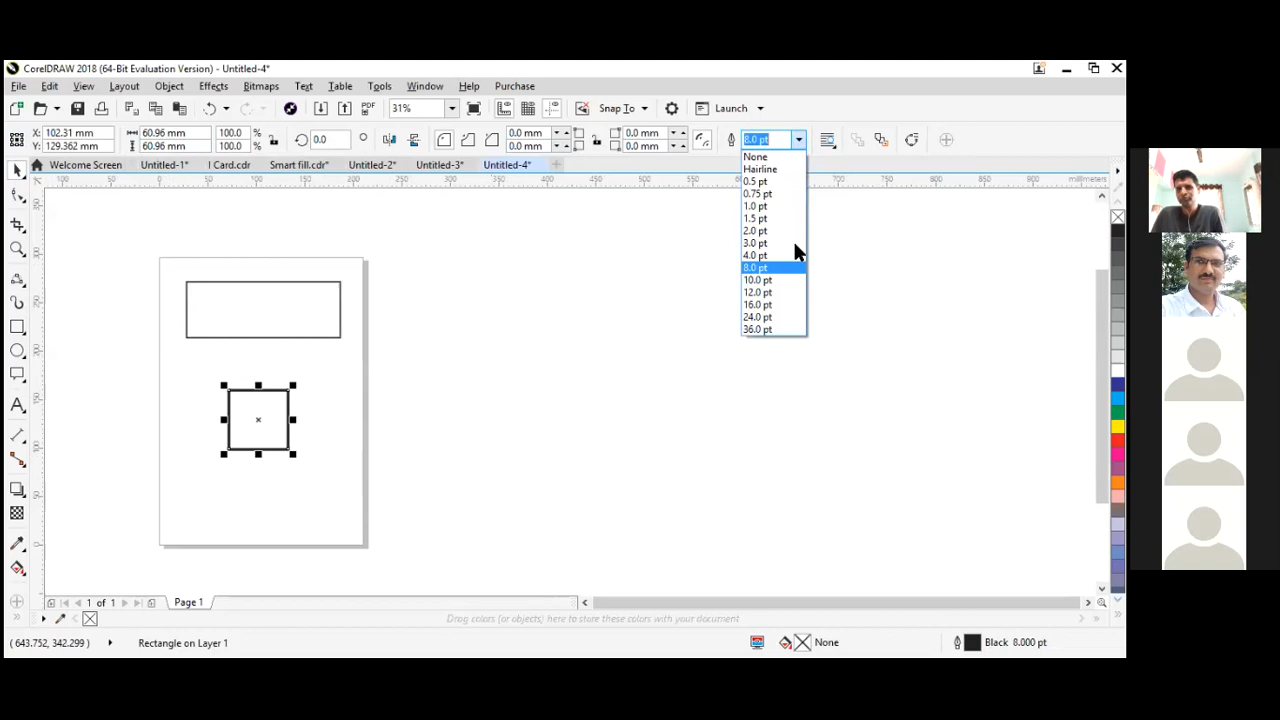 CorelDRAW 2018 (64-Bit Evaluation Version) - Untitled-4*
File Edit View Layout Object Effects Bitmaps Text Table Tools Window Help Purchase
PDF 31% Snap To Launch
X: 102.31 mm 60.96 mm 100.0 % 0.0 0.0 mm 0.0 mm 8.0 pt
Y: 129.362 mm 60.96 mm 100.0 % 0.0 mm 0.0 mm
Welcome Screen Untitled-1* I Card.cdr Smart fill.cdr* Untitled-2* Untitled-3* Untitled-4*
100 50 0 50 100 150 200 250 300 350 400 450 500 550 700 750 800 850 900 950 millimeters
None
Hairline
0.5 pt
0.75 pt
1.0 pt
1.5 pt
2.0 pt
3.0 pt
4.0 pt
8.0 pt
10.0 pt
12.0 pt
16.0 pt
24.0 pt
36.0 pt
1 of 1 Page 1
Drag colors (or objects) here to store these colors with your document
( 643.752, 342.299 ) Rectangle on Layer 1 None Black 8.000 pt